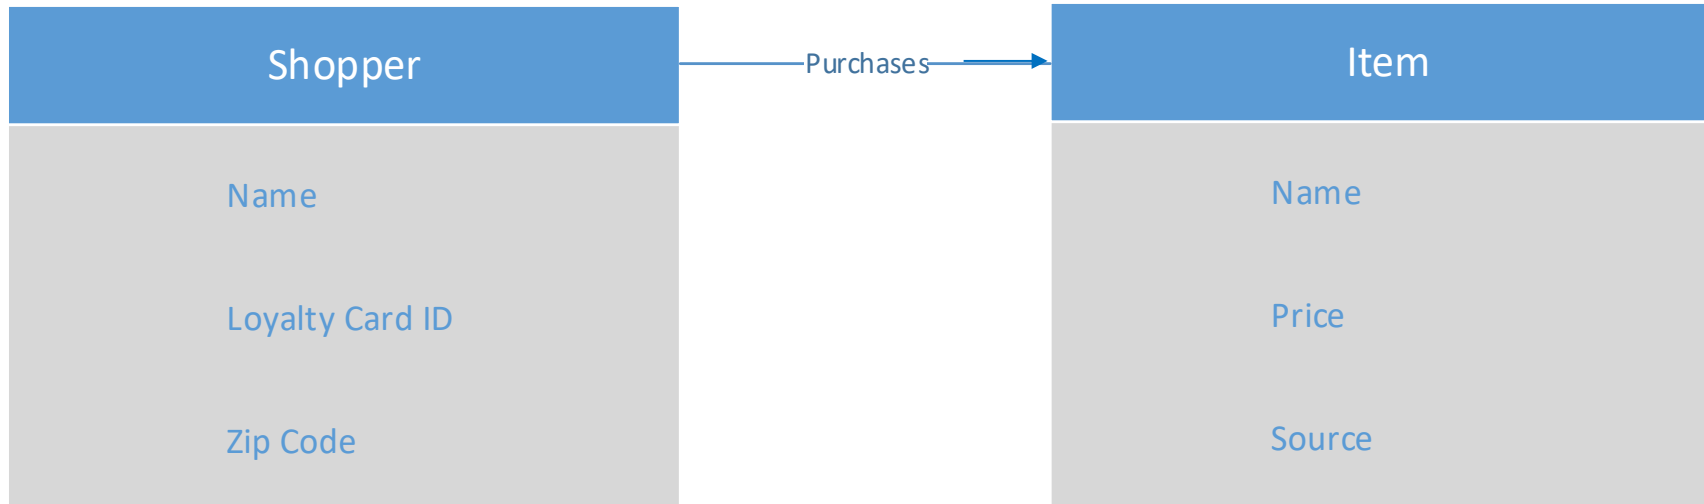 Shopper
Purchases
Item
Name
Loyalty Card ID
Zip Code
Name
Price
Source